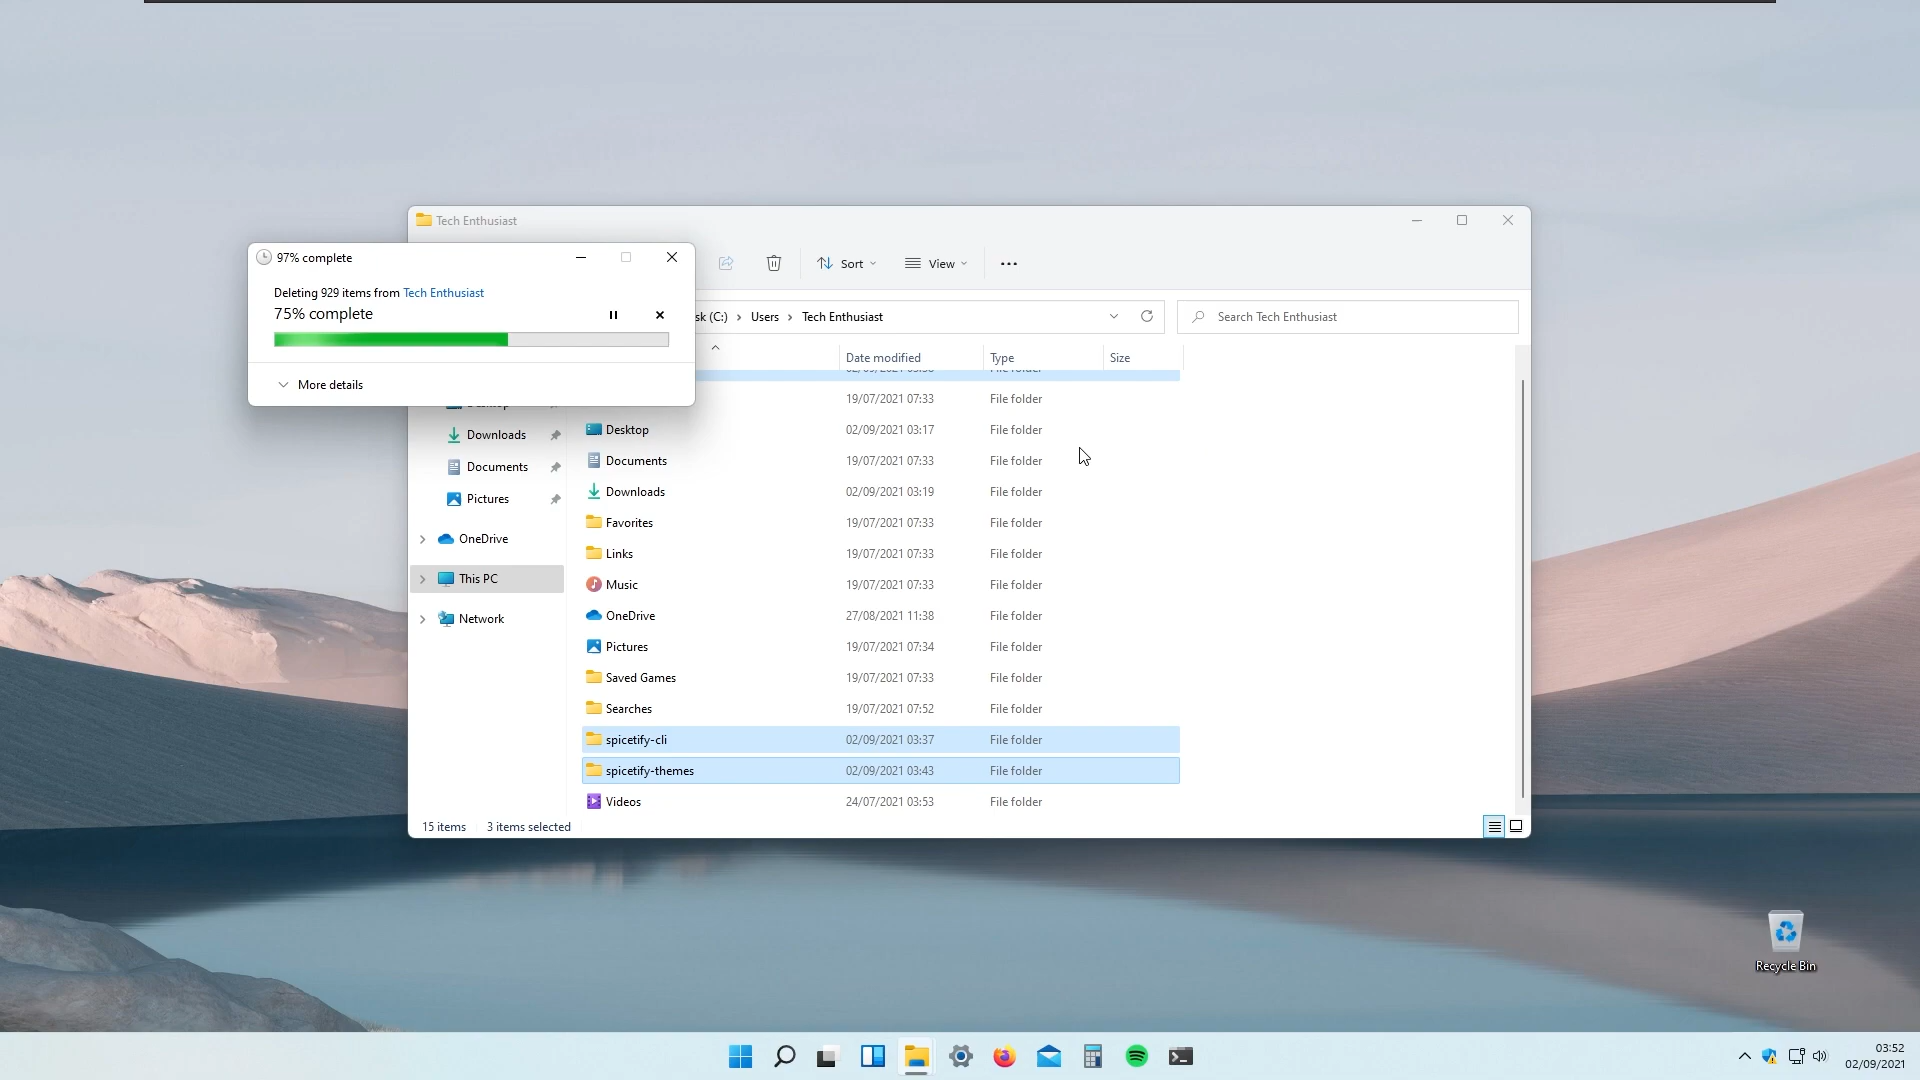 Tech Enthusiast
97% complete
Deleting 929 items from Tech Enthusiast
75% complete
More details
Sort
View
sk (C:) > Users > Tech Enthusiast
Search Tech Enthusiast
Date modified Type Size
19/07/2021 07:33 File folder
Desktop 02/09/2021 03:17 File folder
Documents 19/07/2021 07:33 File folder
Downloads 02/09/2021 03:19 File folder
Favorites 19/07/2021 07:33 File folder
Links 19/07/2021 07:33 File folder
Music 19/07/2021 07:33 File folder
OneDrive 27/08/2021 11:38 File folder
Pictures 19/07/2021 07:34 File folder
Saved Games 19/07/2021 07:33 File folder
Searches 19/07/2021 07:52 File folder
spicetify-cli 02/09/2021 03:37 File folder
spicetify-themes 02/09/2021 03:43 File folder
Videos 24/07/2021 03:53 File folder
Downloads
Documents
Pictures
OneDrive
This PC
Network
15 items 3 items selected
Recycle Bin
03:52
02/09/2021